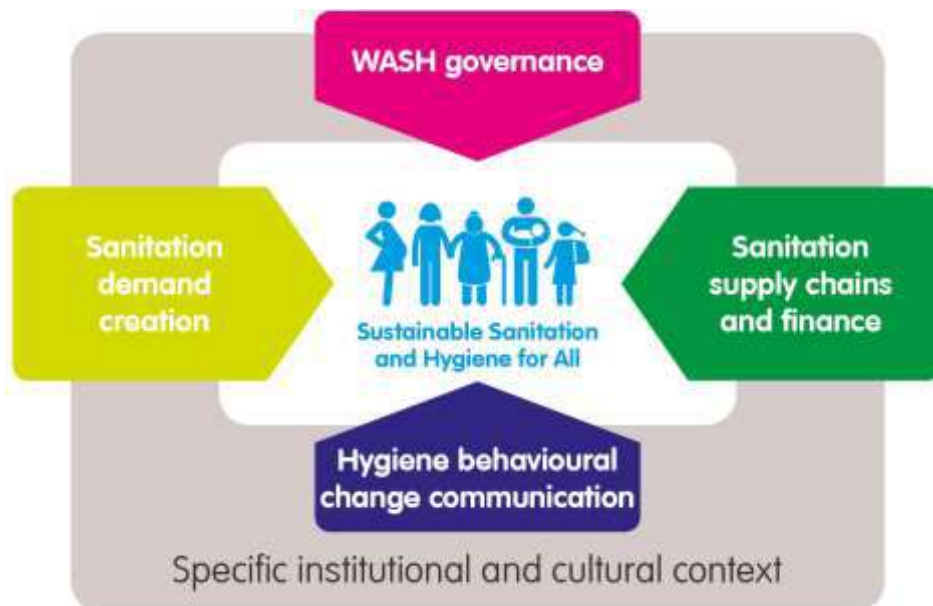 WASH governance
Sanitation
demand
creation
Sustainable Sanitation
and Hygiene for All
Sanitation
supply chains
and finance
Hygiene behavioural
change communication
Specific institutional and cultural context